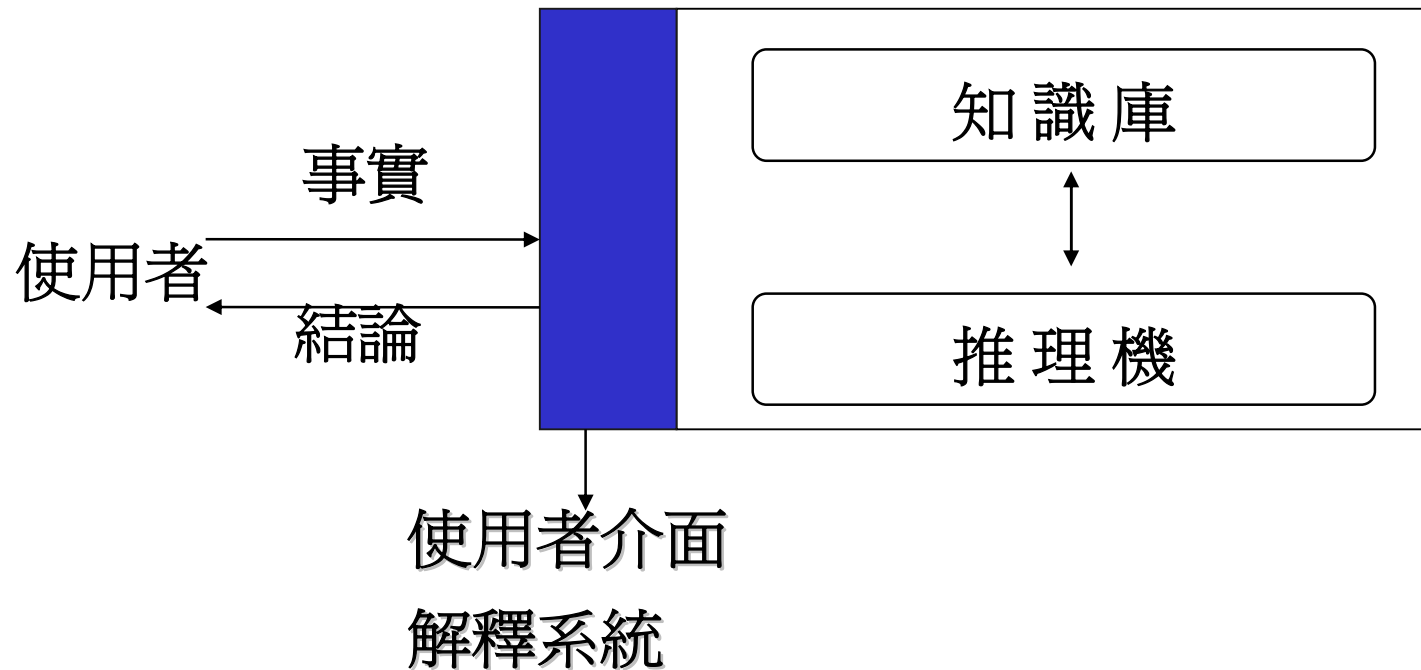 知識庫
事實
使用者
結論
推理機
使用者介面
解釋系統